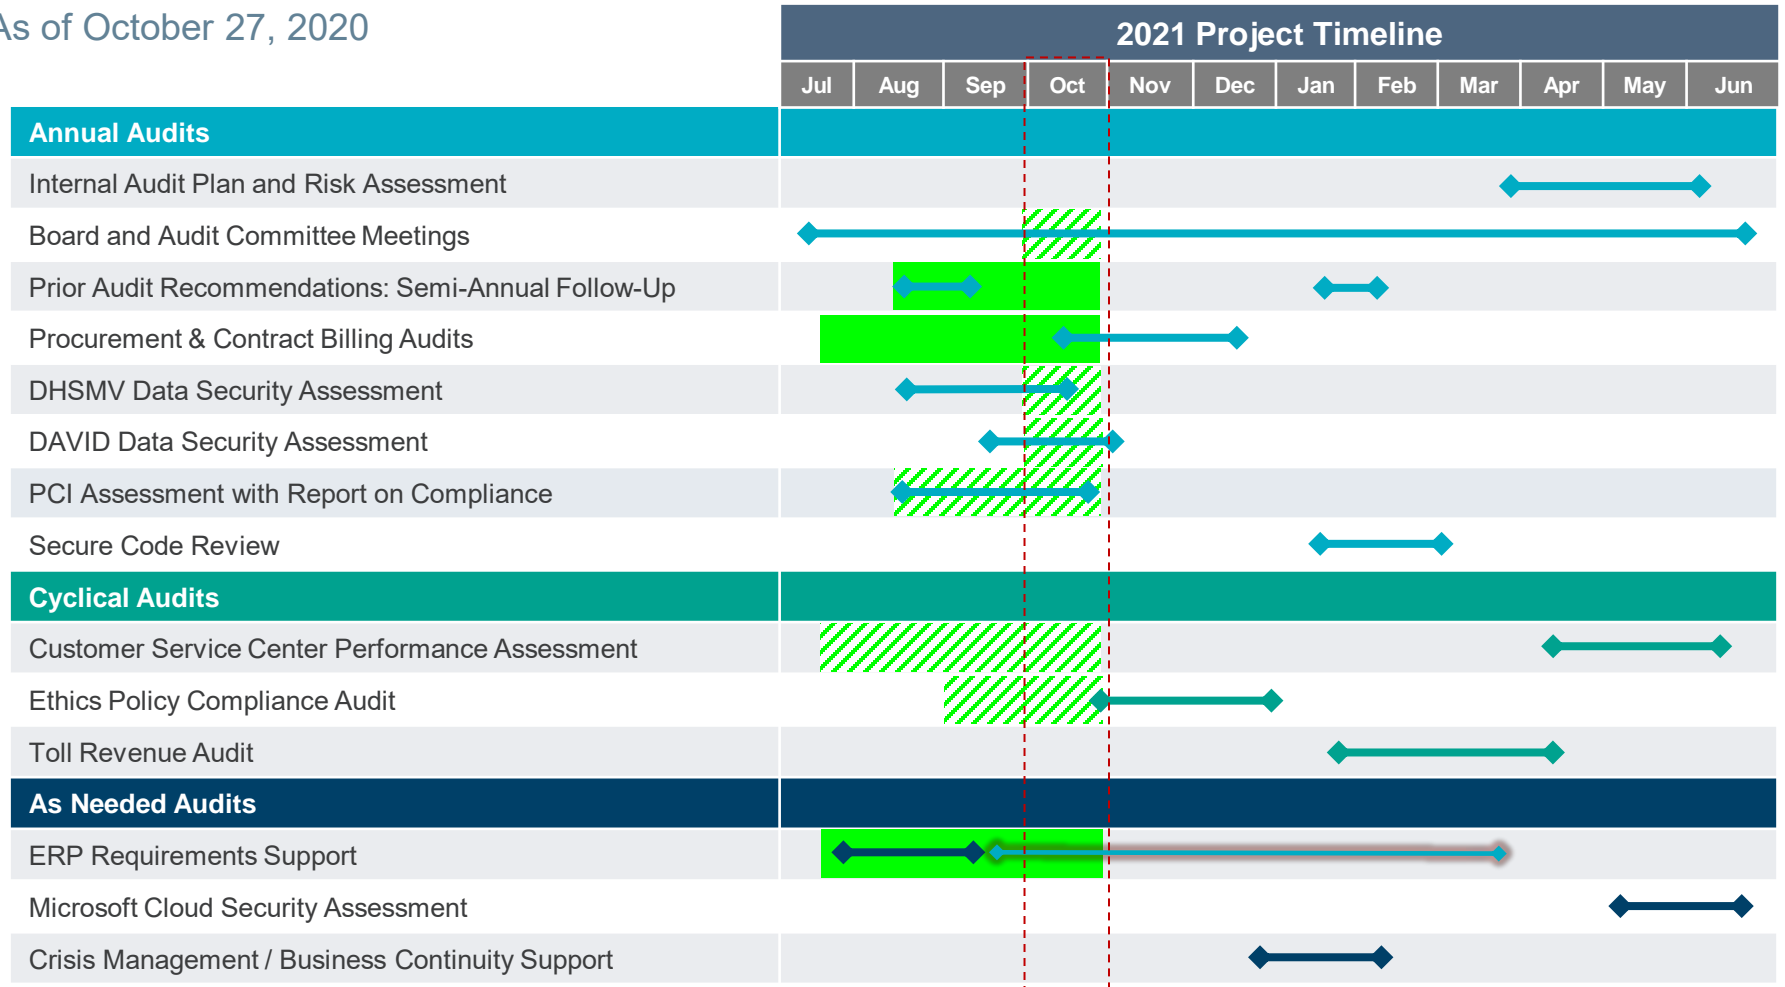 As of October 27, 2020
2021 Project Timeline
Jul Aug Sep Oct Nov Dec Jan Feb Mar Apr May Jun
Annual Audits
Internal Audit Plan and Risk Assessment
Board and Audit Committee Meetings
Prior Audit Recommendations: Semi-Annual Follow-Up
Procurement & Contract Billing Audits
DHSMV Data Security Assessment
DAVID Data Security Assessment
PCI Assessment with Report on Compliance
Secure Code Review
Cyclical Audits
Customer Service Center Performance Assessment
Ethics Policy Compliance Audit
Toll Revenue Audit
As Needed Audits
ERP Requirements Support
Microsoft Cloud Security Assessment
Crisis Management / Business Continuity Support